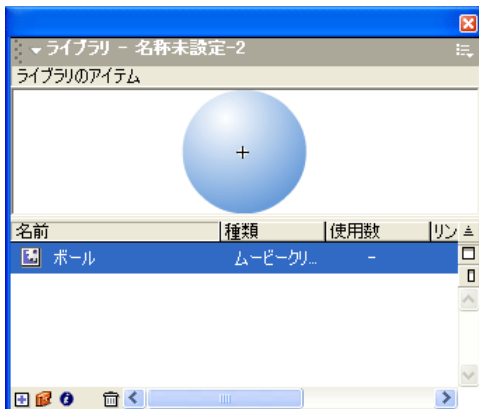 ライブラリ - 名称未設定-2
ライブラリのアイテム
名前 種類 使用数 リン
ボール ムービークリ... -